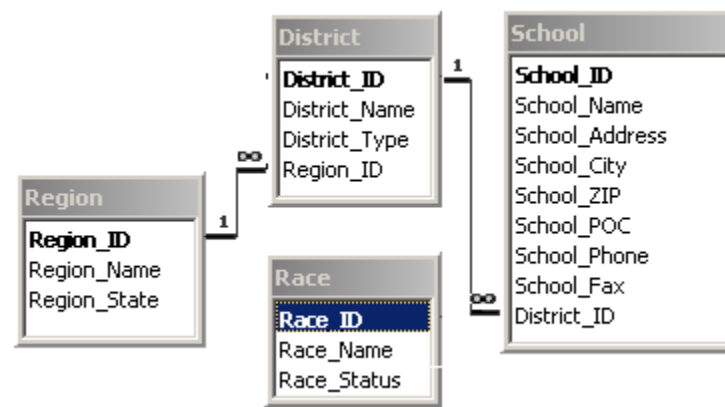 District
District_ID
District_Name
District_Type
Region_ID
School
School_ID
School_Name
School_Address
School_City
School_ZIP
School_POC
School_Phone
School_Fax
District_ID
Region
Region_ID
Region_Name
Region_State
Race
Race_ID
Race_Name
Race_Status
1
∞
1
∞